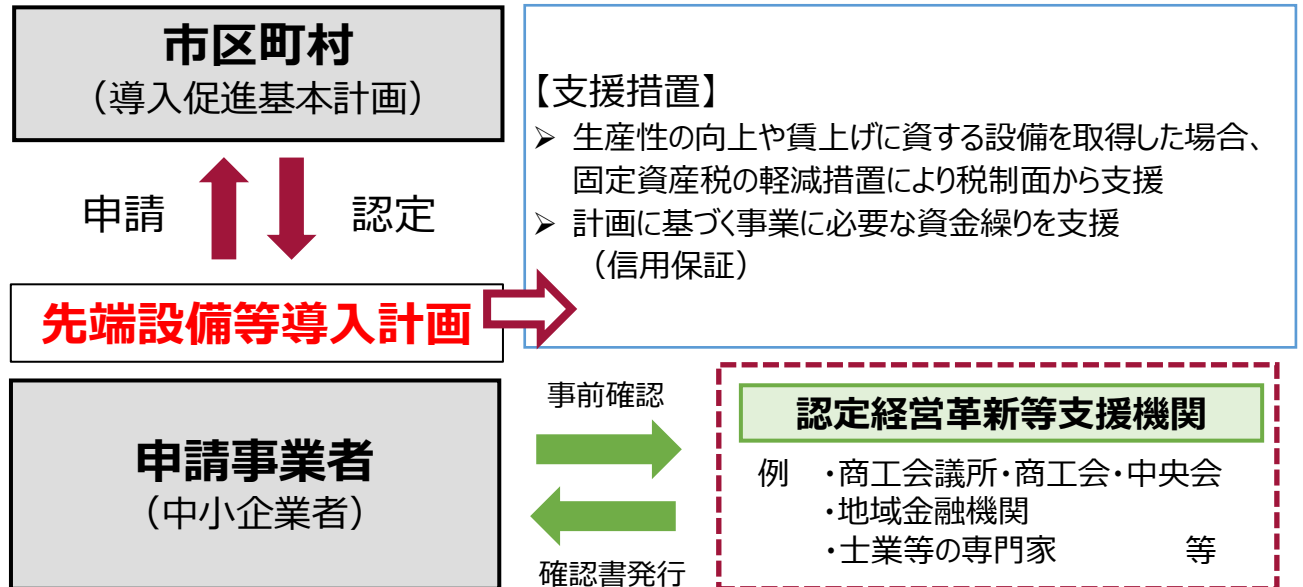 市区町村
（導入促進基本計画）
申請
認定
先端設備等導入計画
【支援措置】
➢ 生産性の向上や賃上げに資する設備を取得した場合、
固定資産税の軽減措置により税制面から支援
➢ 計画に基づく事業に必要な資金繰りを支援
（信用保証）
申請事業者
（中小企業者）
事前確認
確認書発行
認定経営革新等支援機関
例 ・商工会議所・商工会・中央会
・地域金融機関
・士業等の専門家 等